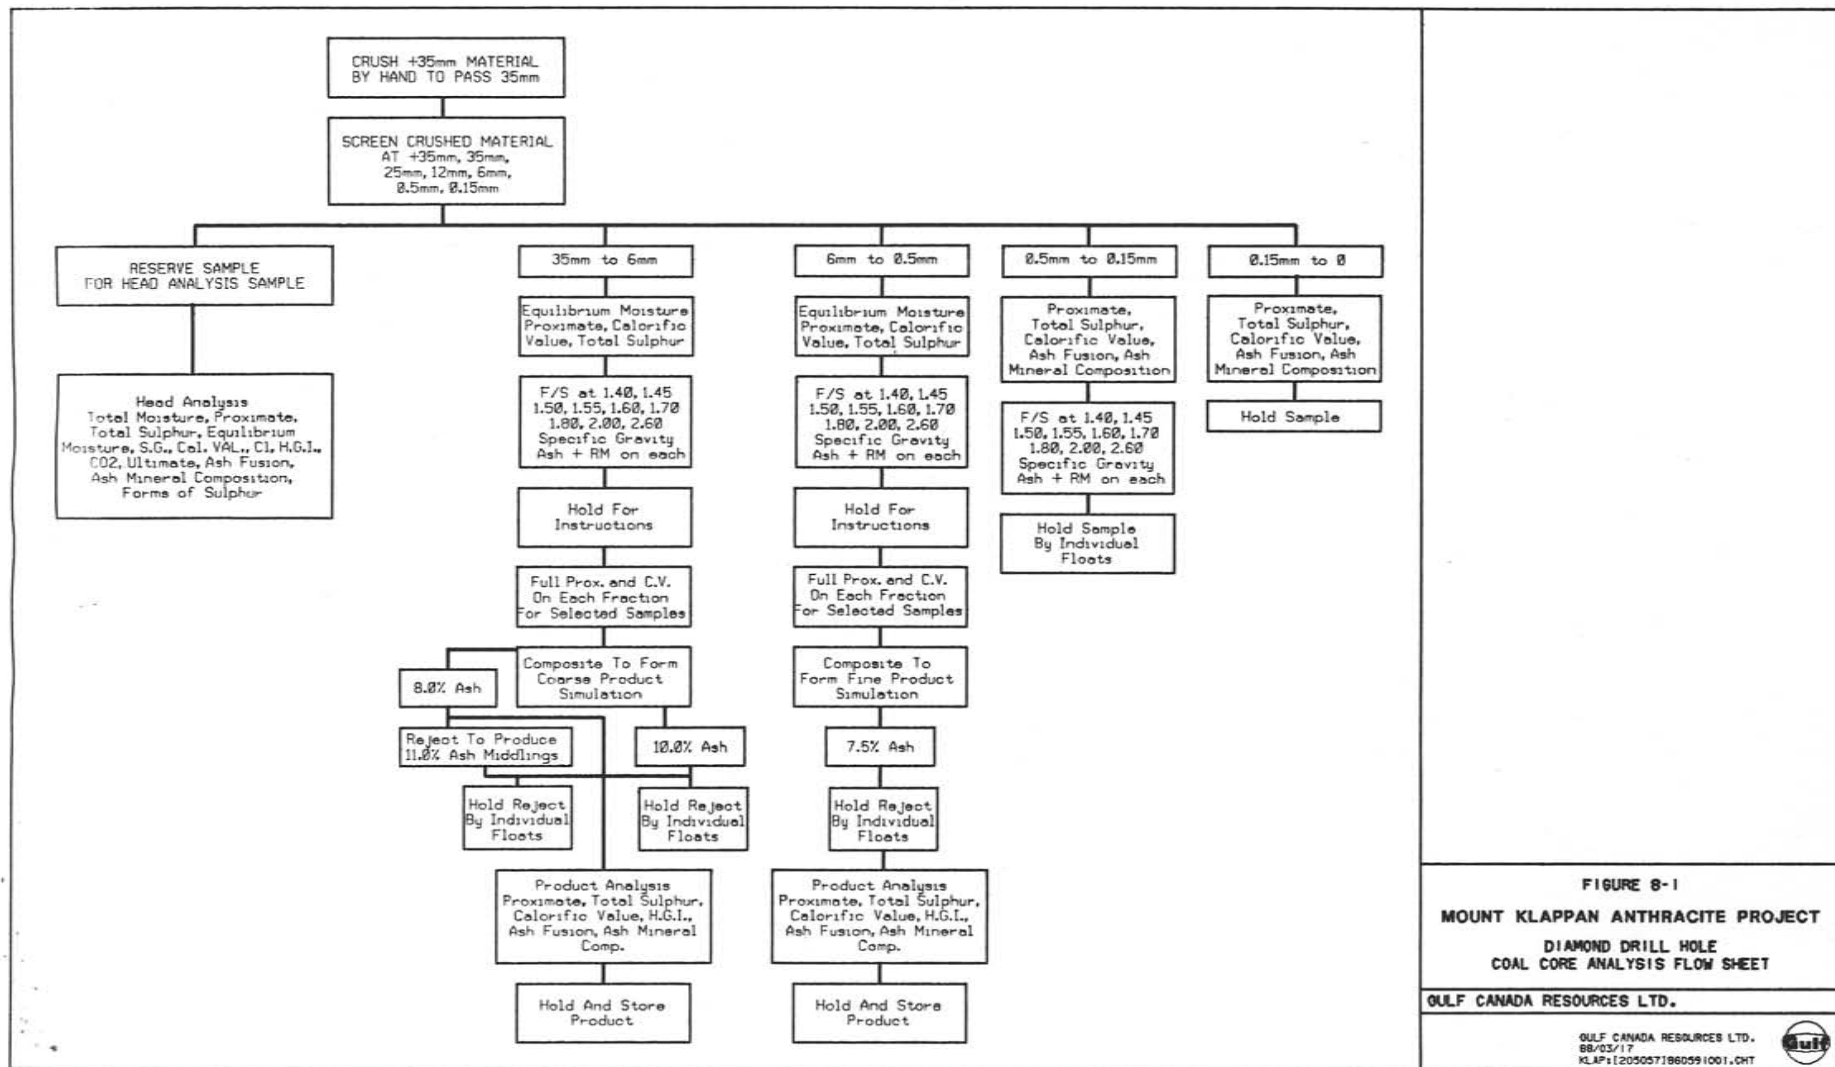 CRUSH +35mm MATERIAL
BY HAND TO PASS 35mm
SCREEN CRUSHED MATERIAL
AT +35mm, 35mm,
25mm, 12mm, 6mm,
0.5mm, 0.15mm
RESERVE SAMPLE
FOR HEAD ANALYSIS SAMPLE
Head Analysis
Total Moisture, Proximate,
Total Sulphur, Equilibrium
Moisture, S.G., Cal. VAL., Cl, H.G.I.,
CO2, Ultimate, Ash Fusion,
Ash Mineral Composition,
Forms of Sulphur
35mm to 6mm
Equilibrium Moisture
Proximate, Calorific
Value, Total Sulphur
F/S at 1.40, 1.45
1.50, 1.55, 1.60, 1.70
1.80, 2.00, 2.60
Specific Gravity
Ash + RM on each
Hold For
Instructions
Full Prox. and C.V.
On Each Fraction
For Selected Samples
Composite To Form
Coarse Product
Simulation
8.0% Ash
Reject To Produce
11.0% Ash Middlings
10.0% Ash
Hold Reject
By Individual
Floats
Hold Reject
By Individual
Floats
Product Analysis
Proximate, Total Sulphur,
Calorific Value, H.G.I.,
Ash Fusion, Ash Mineral
Comp.
Hold And Store
Product
6mm to 0.5mm
Equilibrium Moisture
Proximate, Calorific
Value, Total Sulphur
F/S at 1.40, 1.45
1.50, 1.55, 1.60, 1.70
1.80, 2.00, 2.60
Specific Gravity
Ash + RM on each
Hold For
Instructions
Full Prox. and C.V.
On Each Fraction
For Selected Samples
Composite To
Form Fine Product
Simulation
7.5% Ash
Hold Reject
By Individual
Floats
Product Analysis
Proximate, Total Sulphur,
Calorific Value, H.G.I.,
Ash Fusion, Ash Mineral
Comp.
Hold And Store
Product
0.5mm to 0.15mm
Proximate,
Total Sulphur,
Calorific Value,
Ash Fusion, Ash
Mineral Composition
F/S at 1.40, 1.45
1.50, 1.55, 1.60, 1.70
1.80, 2.00, 2.60
Specific Gravity
Ash + RM on each
Hold Sample
By Individual
Floats
0.15mm to 0
Proximate,
Total Sulphur,
Calorific Value,
Ash Fusion, Ash
Mineral Composition
Hold Sample
FIGURE 8-1
MOUNT KLAPPAN ANTHRACITE PROJECT
DIAMOND DRILL HOLE
COAL CORE ANALYSIS FLOW SHEET
GULF CANADA RESOURCES LTD.
GULF CANADA RESOURCES LTD.
88/03/17
KLAP:[205057]860591001.CHT
Gulf